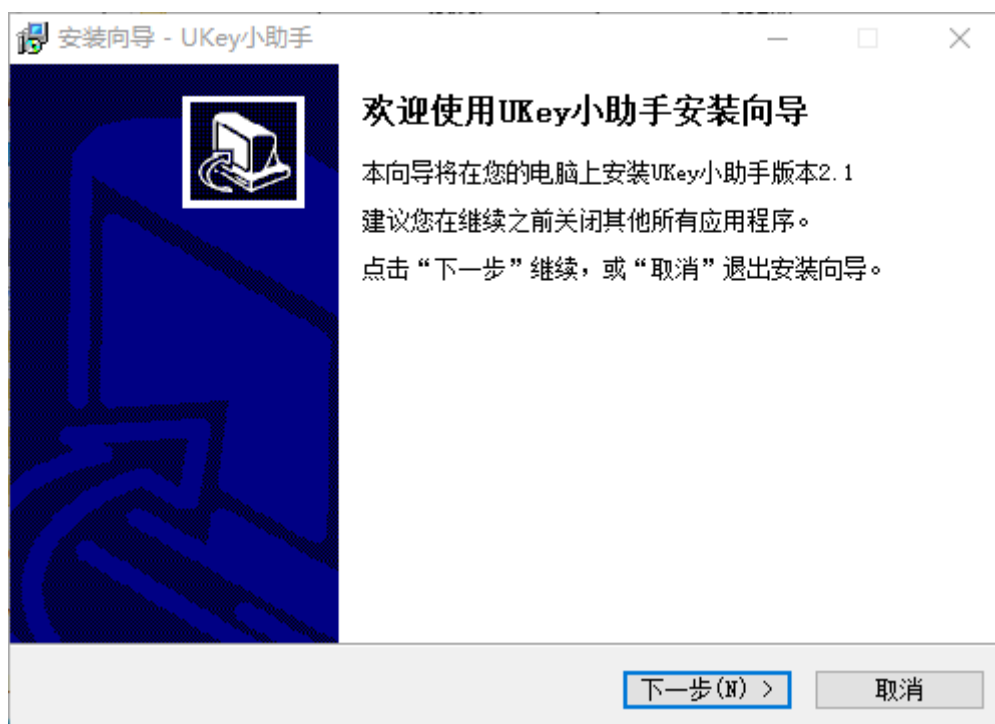 安装向导 - UKey小助手
欢迎使用UKey小助手安装向导
本向导将在您的电脑上安装UKey小助手版本2.1
建议您在继续之前关闭其他所有应用程序。
点击“下一步”继续，或“取消”退出安装向导。
下一步(N) >
取消